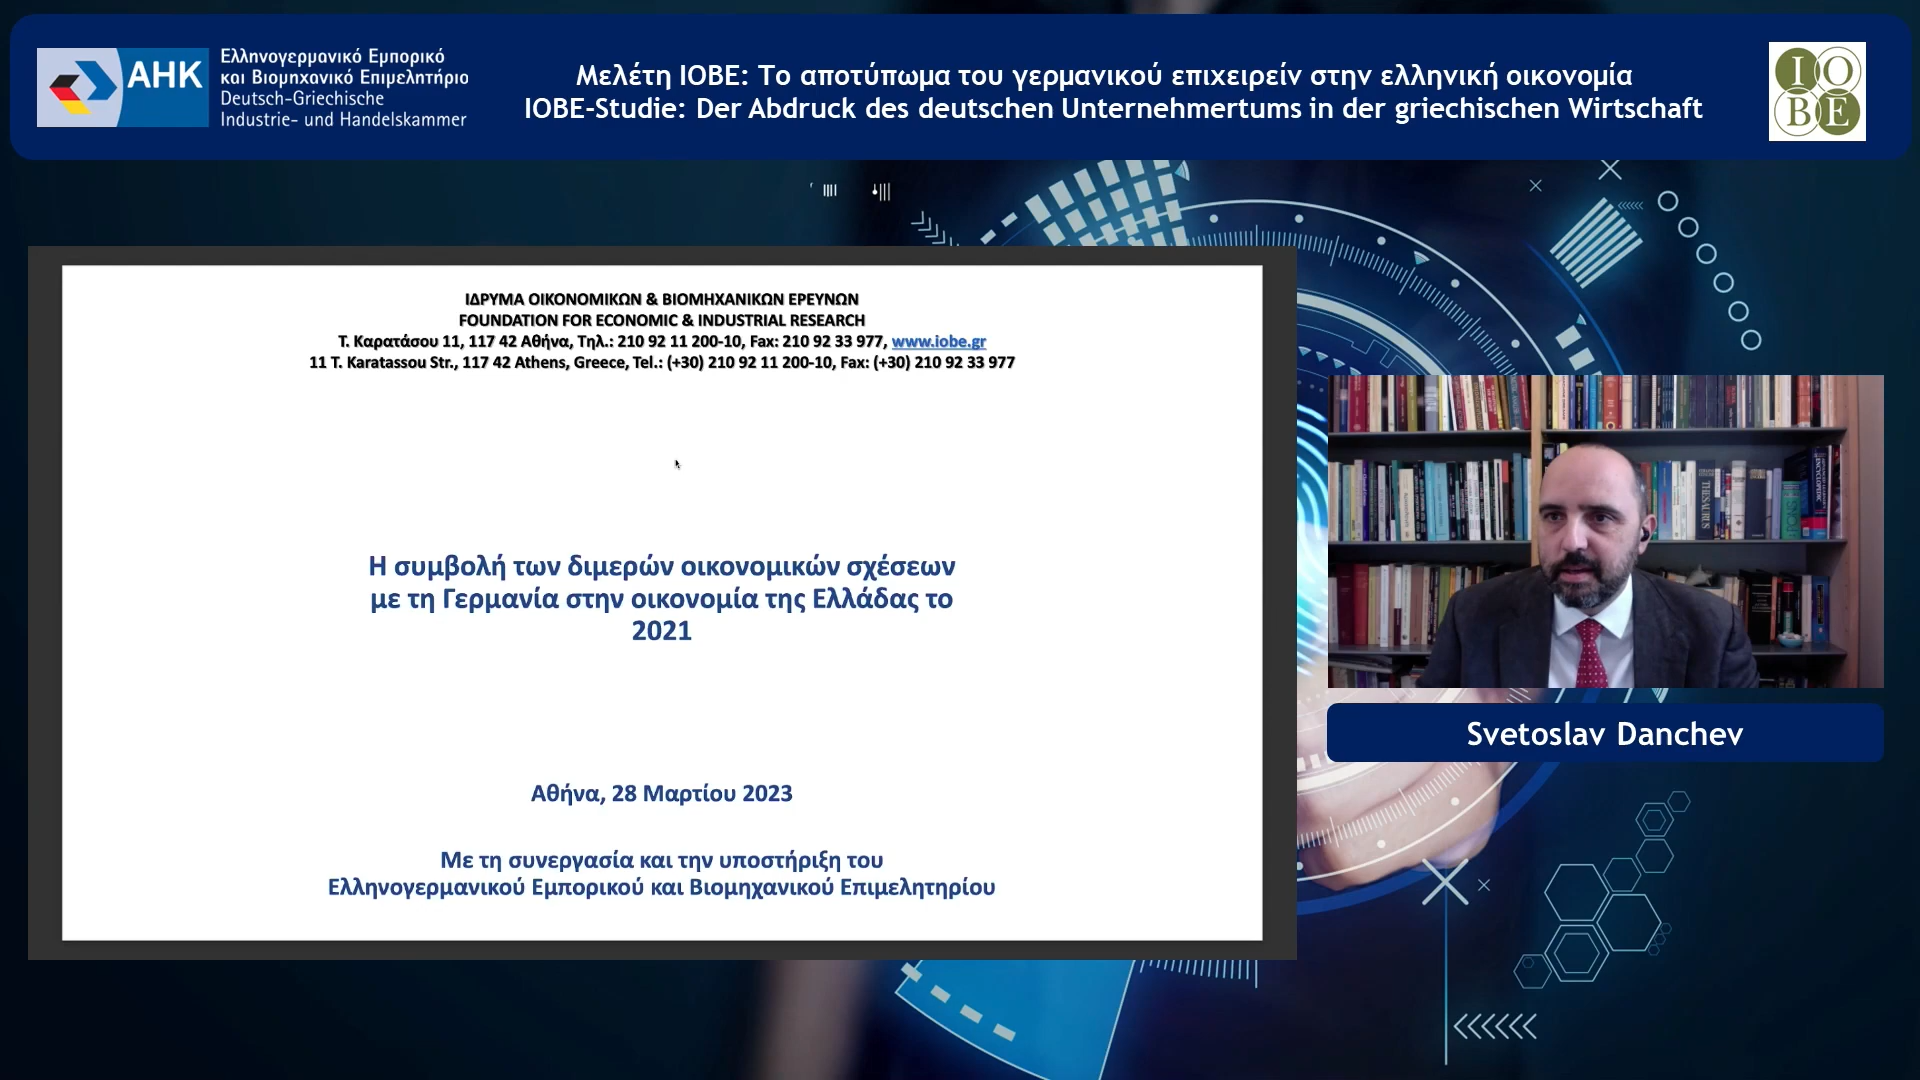 AHK
Ελληνογερμανικό Εμπορικό
και Βιομηχανικό Επιμελητήριο
Deutsch-Griechische
Industrie- und Handelskammer
Μελέτη ΙΟΒΕ: Το αποτύπωμα του γερμανικού επιχειρείν στην ελληνική οικονομία
IOBE-Studie: Der Abdruck des deutschen Unternehmertums in der griechischen Wirtschaft
IO
BE
ΙΔΡΥΜΑ ΟΙΚΟΝΟΜΙΚΩΝ & ΒΙΟΜΗΧΑΝΙΚΩΝ ΕΡΕΥΝΩΝ
FOUNDATION FOR ECONOMIC & INDUSTRIAL RESEARCH
Τ. Καρατάσου 11, 117 42 Αθήνα, Τηλ.: 210 92 11 200-10, Fax: 210 92 33 977, www.iobe.gr
11 T. Karatassou Str., 117 42 Athens, Greece, Tel.: (+30) 210 92 11 200-10, Fax: (+30) 210 92 33 977
Η συμβολή των διμερών οικονομικών σχέσεων
με τη Γερμανία στην οικονομία της Ελλάδας το
2021
Αθήνα, 28 Μαρτίου 2023
Με τη συνεργασία και την υποστήριξη του
Ελληνογερμανικού Εμπορικού και Βιομηχανικού Επιμελητηρίου
THESAURUS
Svetoslav Danchev